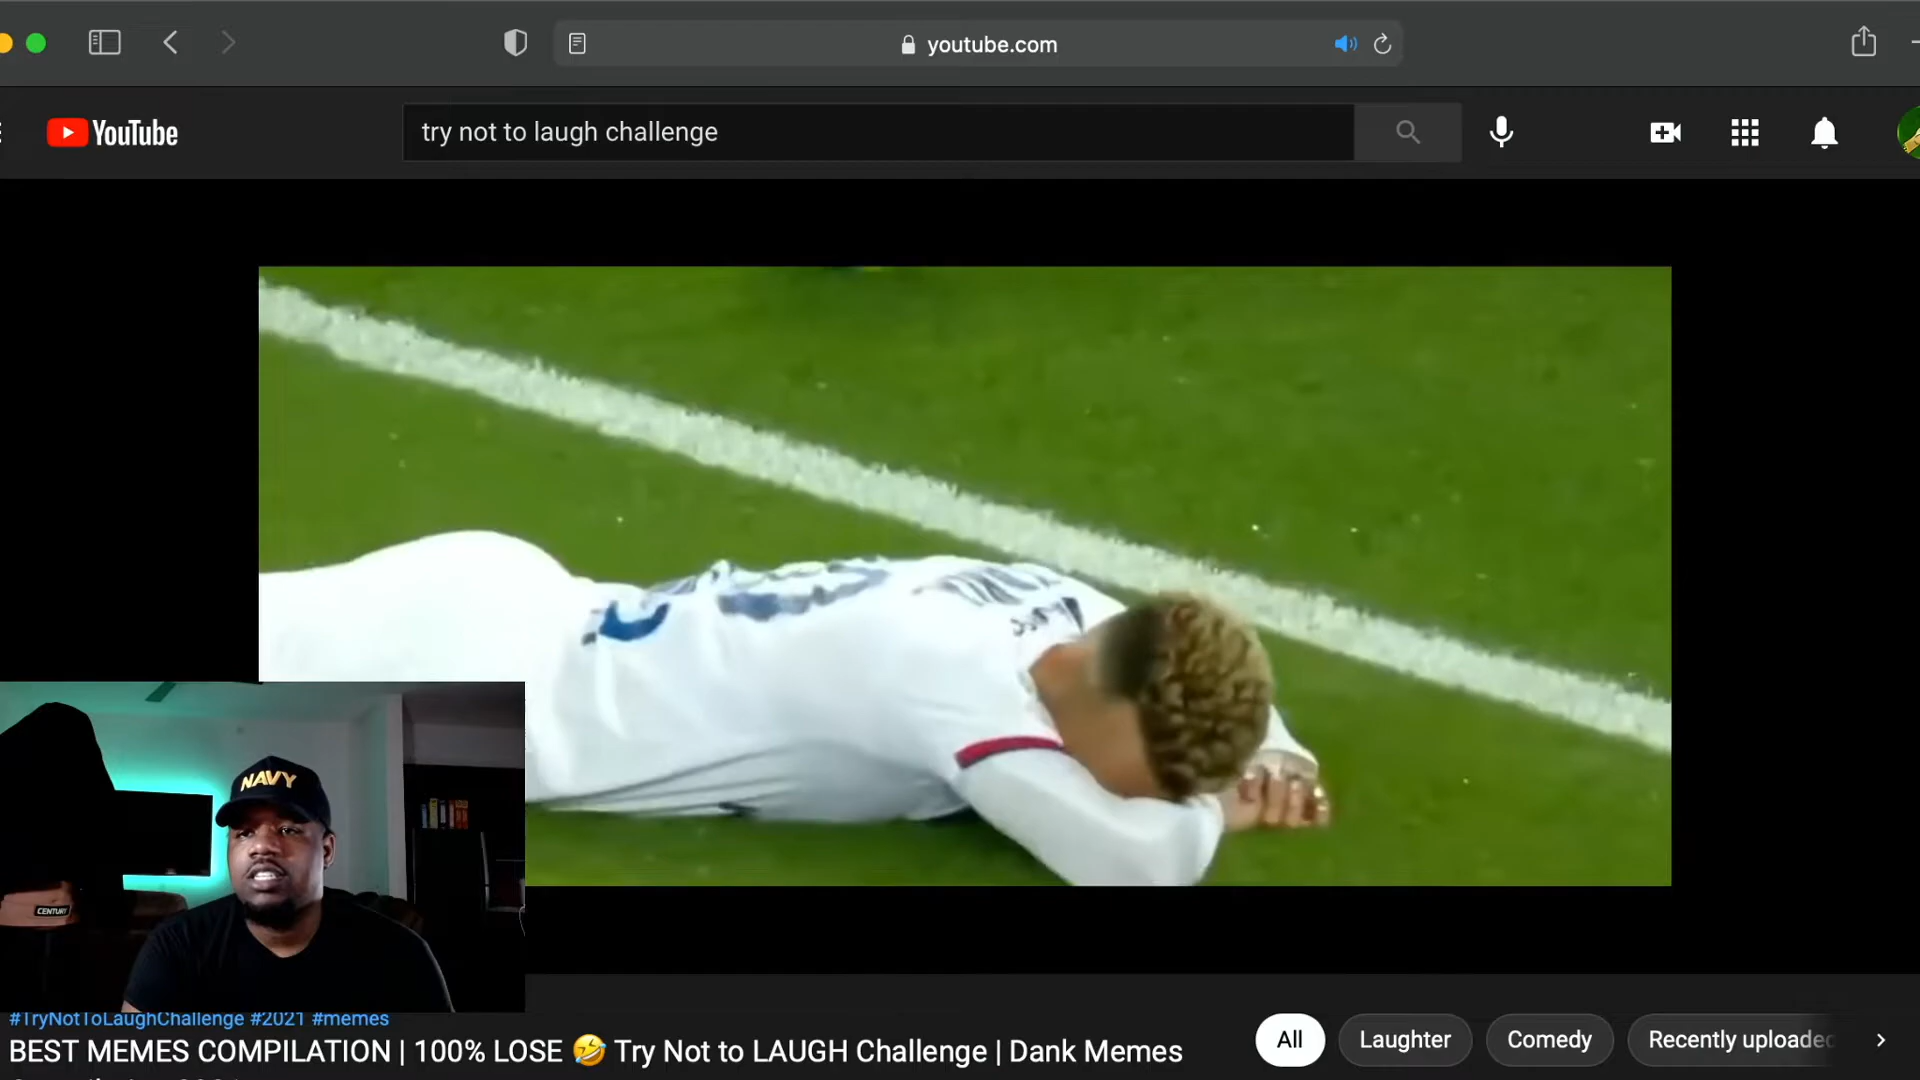 youtube.com
YouTube
try not to laugh challenge
NAVY
CENTURY
#TryNotToLaughChallenge #2021 #memes
BEST MEMES COMPILATION | 100% LOSE 🤣 Try Not to LAUGH Challenge | Dank Memes
All
Laughter
Comedy
Recently uploaded